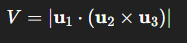 V = |u₁ · (u₂ × u₃)|